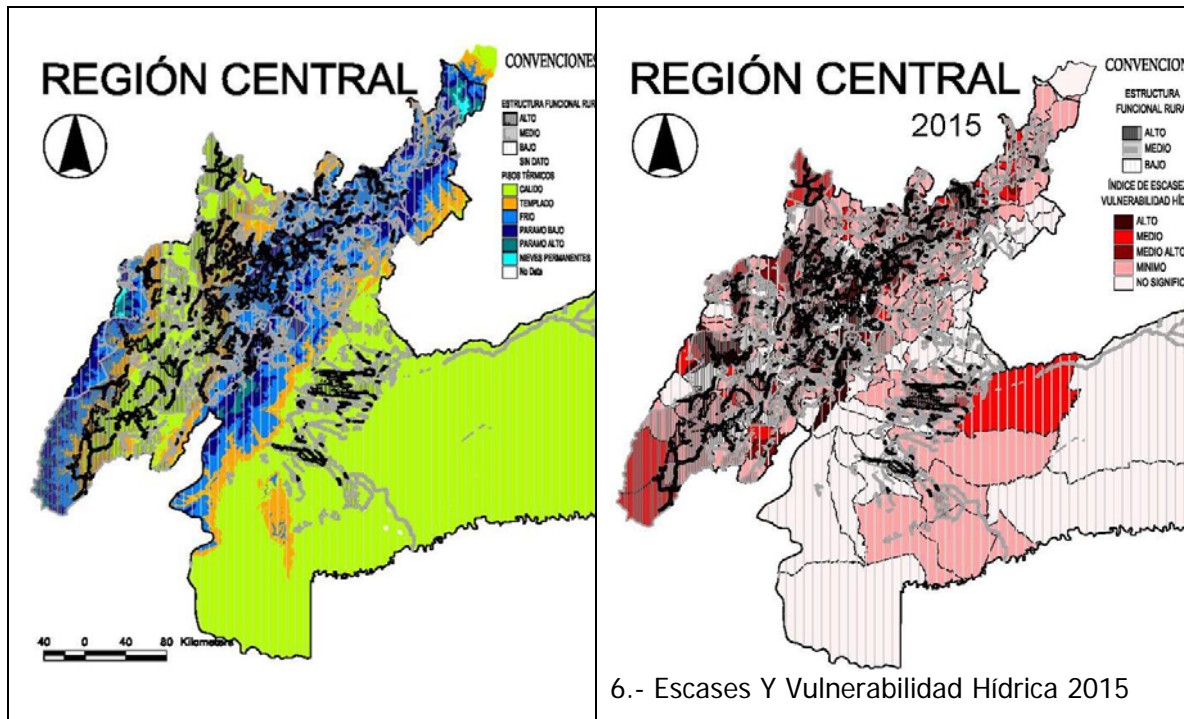 REGIÓN CENTRAL
CONVENCIONES
ESTRUCTURA FUNCIONAL RUR
ALTO
MEDIO
BAJO
SIN DATO
PISOS TÉRMICOS
CALIDO
TEMPLADO
FRIO
PARAMO BAJO
PARAMO ALTO
NIEVES PERMANENTES
No Data
40 0 40 80 Kilometers
REGIÓN CENTRAL
2015
CONVENCION
ESTRUCTURA
FUNCIONAL RURA
ALTO
MEDIO
BAJO
ÍNDICE DE ESCASEZ
VULNERABILIDAD HÍD
ALTO
MEDIO
MEDIO ALTO
MINIMO
NO SIGNIFIC
6.- Escases Y Vulnerabilidad Hídrica 2015